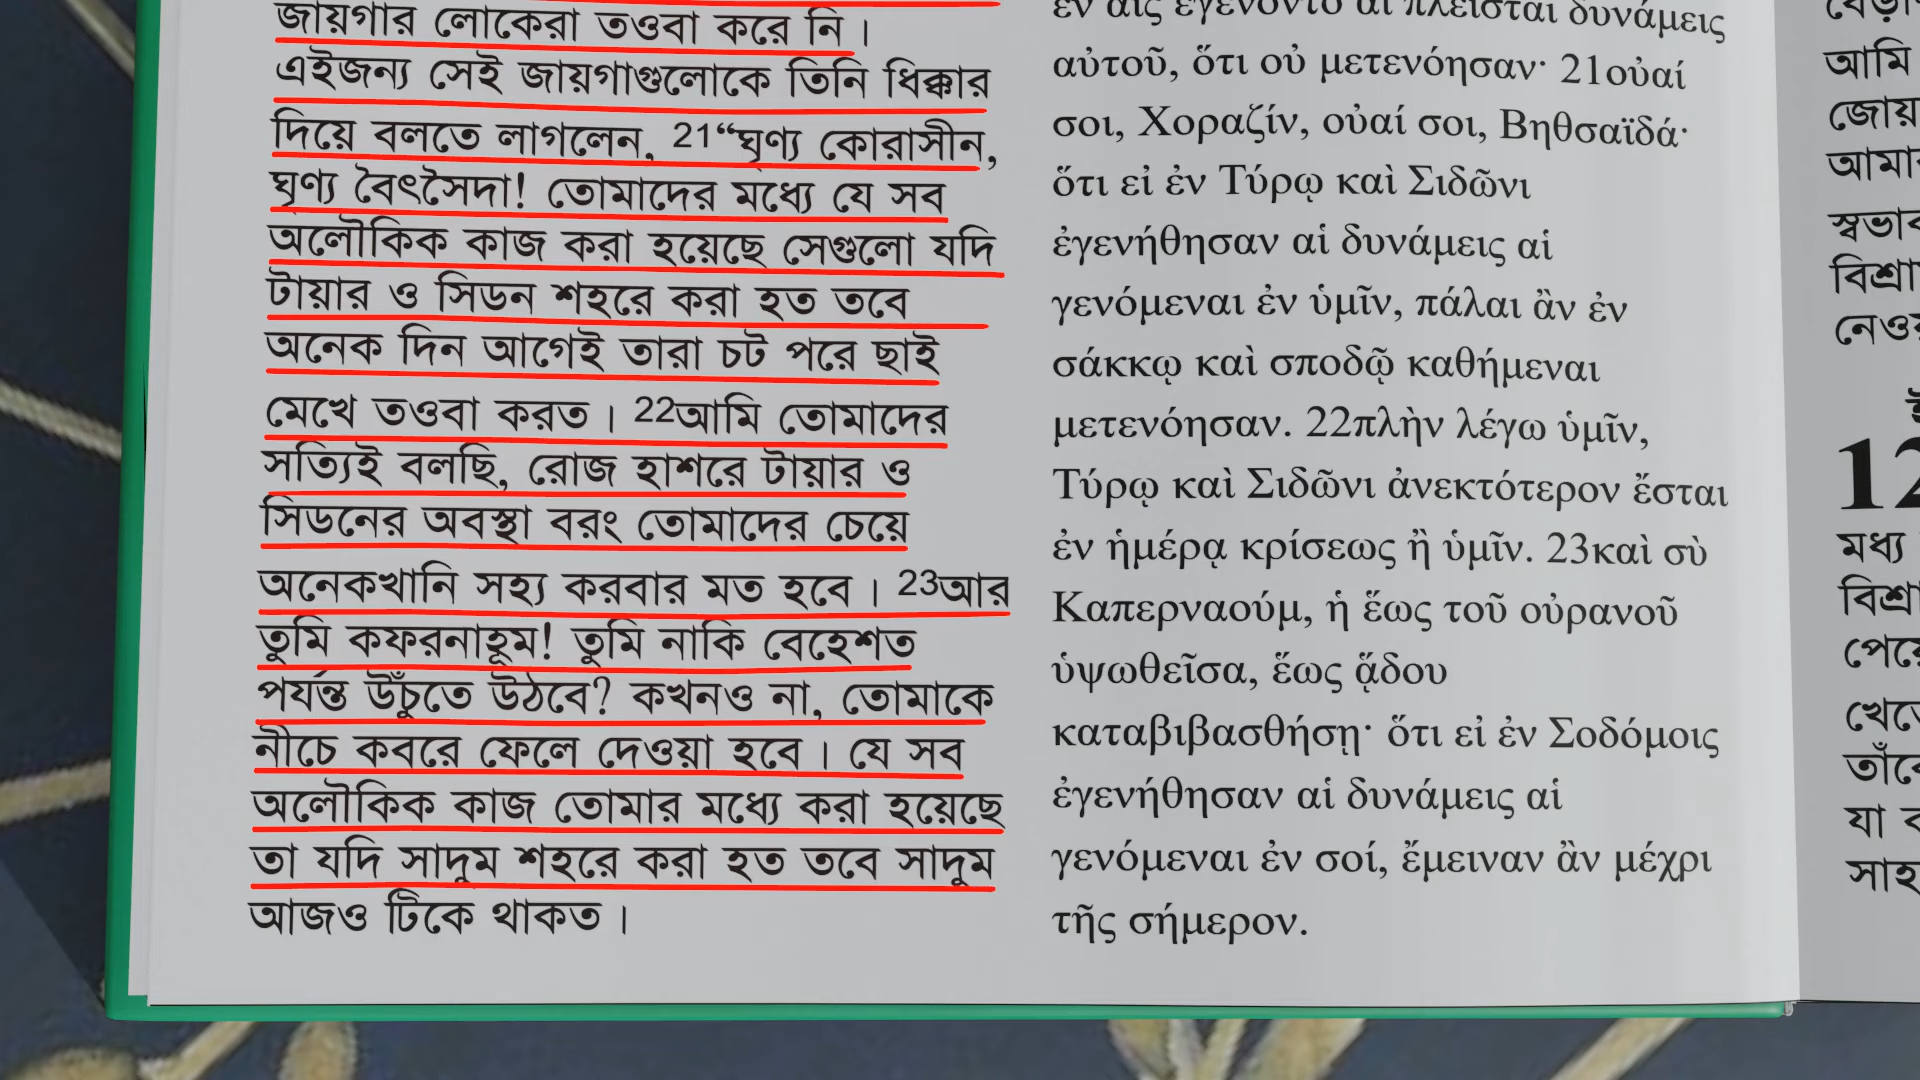 জায়গার লোকেরা তওবা করে নি।
এইজন্য সেই জায়গাগুলোকে তিনি ধিক্কার
দিয়ে বলতে লাগলেন, 21“ঘৃণ্য কোরাসীন,
ঘৃণ্য বৈৎসৈদা! তোমাদের মধ্যে যে সব
অলৌকিক কাজ করা হয়েছে সেগুলো যদি
টায়ার ও সিডন শহরে করা হত তবে
অনেক দিন আগেই তারা চট পরে ছাই
মেখে তওবা করত। 22আমি তোমাদের
সত্যিই বলছি, রোজ হাশরে টায়ার ও
সিডনের অবস্থা বরং তোমাদের চেয়ে
অনেকখানি সহ্য করবার মত হবে। 23আর
তুমি কফরনাহূম! তুমি নাকি বেহেশত
পর্যন্ত উঁচুতে উঠবে? কখনও না, তোমাকে
নীচে কবরে ফেলে দেওয়া হবে। যে সব
অলৌকিক কাজ তোমার মধ্যে করা হয়েছে
তা যদি সাদুম শহরে করা হত তবে সাদুম
আজও টিকে থাকত।
ἐν αἷς ἐγένοντο αἱ πλεῖσται δυνάμεις
αὐτοῦ, ὅτι οὐ μετενόησαν· 21οὐαί
σοι, Χοραζίν, οὐαί σοι, Βηθσαϊδά·
ὅτι εἰ ἐν Τύρῳ καὶ Σιδῶνι
ἐγενήθησαν αἱ δυνάμεις αἱ
γενόμεναι ἐν ὑμῖν, πάλαι ἂν ἐν
σάκκῳ καὶ σποδῷ καθήμεναι
μετενόησαν. 22πλὴν λέγω ὑμῖν,
Τύρῳ καὶ Σιδῶνι ἀνεκτότερον ἔσται
ἐν ἡμέρᾳ κρίσεως ἢ ὑμῖν. 23καὶ σὺ
Καπερναούμ, ἡ ἕως τοῦ οὐρανοῦ
ὑψωθεῖσα, ἕως ᾅδου
καταβιβασθήσῃ· ὅτι εἰ ἐν Σοδόμοις
ἐγενήθησαν αἱ δυνάμεις αἱ
γενόμεναι ἐν σοί, ἔμειναν ἂν μέχρι
τῆς σήμερον.
আমি
12
মধ্য
যা